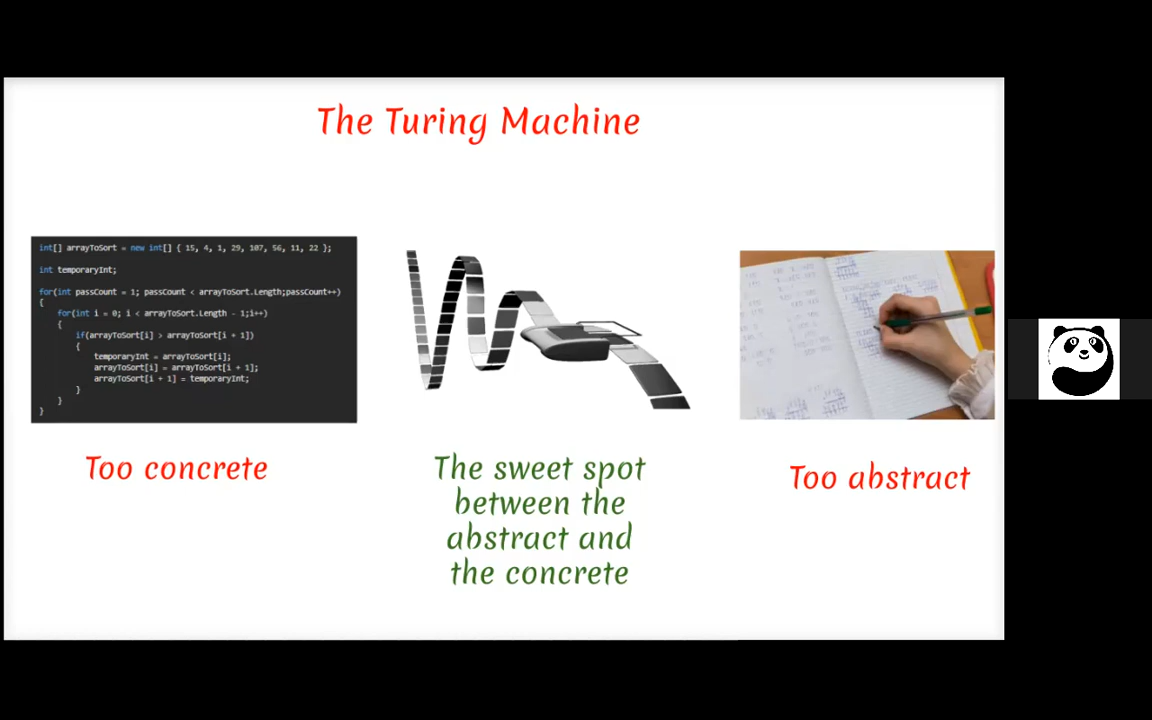 The Turing Machine
int[] arrayToSort = new int[] { 15, 4, 1, 29, 107, 56, 11, 22 };
int temporaryInt;
for(int passCount = 1; passCount < arrayToSort.Length;passCount++)
{
for(int i = 0; i < arrayToSort.Length - 1;i++)
{
if(arrayToSort[i] > arrayToSort[i + 1])
{
temporaryInt = arrayToSort[i];
arrayToSort[i] = arrayToSort[i + 1];
arrayToSort[i + 1] = temporaryInt;
}
}
}
Too concrete
The sweet spot
between the
abstract and
the concrete
Too abstract